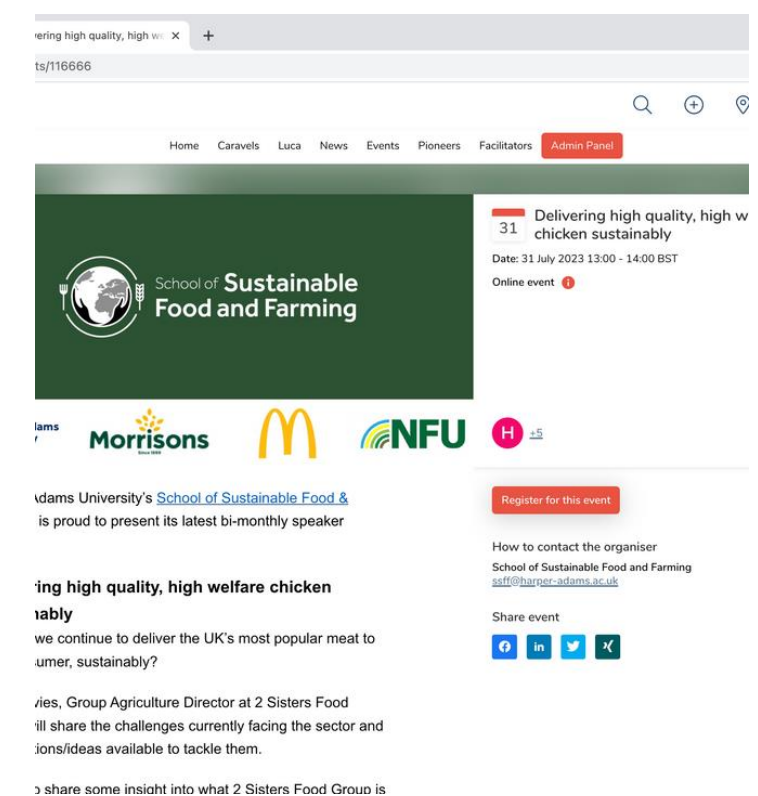 vering high quality, high we
ts/116666
Home Caravels Luca News Events Pioneers Facilitators Admin Panel
School of Sustainable
Food and Farming
31
Delivering high quality, high w
chicken sustainably
Date: 31 July 2023 13:00 - 14:00 BST
Online event
dams
y
Morrisons
Since 1899
M
NFU
H +5
Adams University's School of Sustainable Food &
is proud to present its latest bi-monthly speaker
ring high quality, high welfare chicken
nably
we continue to deliver the UK's most popular meat to
sumer, sustainably?
vies, Group Agriculture Director at 2 Sisters Food
ill share the challenges currently facing the sector and
tions/ideas available to tackle them.
o share some insight into what 2 Sisters Food Group is
Register for this event
How to contact the organiser
School of Sustainable Food and Farming
ssff@harper-adams.ac.uk
Share event